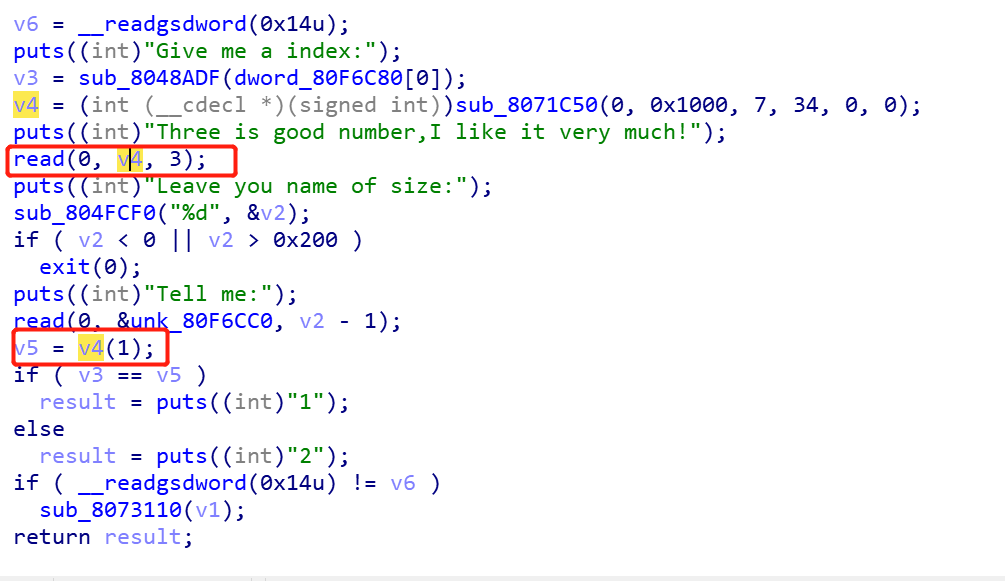 v6 = __readgsdword(0x14u);
puts((int)"Give me a index:");
v3 = sub_8048ADF(dword_80F6C80[0]);
v4 = (int (__cdecl *)(signed int))sub_8071C50(0, 0x1000, 7, 34, 0, 0);
puts((int)"Three is good number,I like it very much!");
read(0, v4, 3);
puts((int)"Leave you name of size:");
sub_804FCF0("%d", &v2);
if ( v2 < 0 || v2 > 0x200 )
exit(0);
puts((int)"Tell me:");
read(0, &unk_80F6CC0, v2 - 1);
v5 = v4(1);
if ( v3 == v5 )
result = puts((int)"1");
else
result = puts((int)"2");
if ( __readgsdword(0x14u) != v6 )
sub_8073110(v1);
return result;